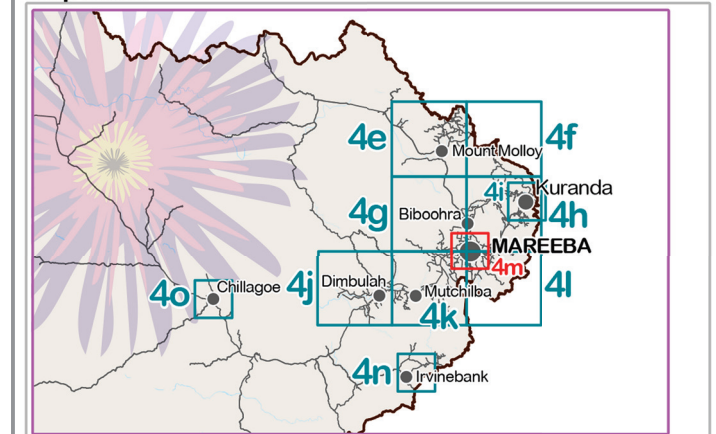 4e
Mount Molloy
4f
4i
Kuranda
4g
Biboohra
4h
MAREEBA
4m
4o
Chillagoe
4j
Dimbulah
Mutchilba
4l
4k
4n
Irvinebank